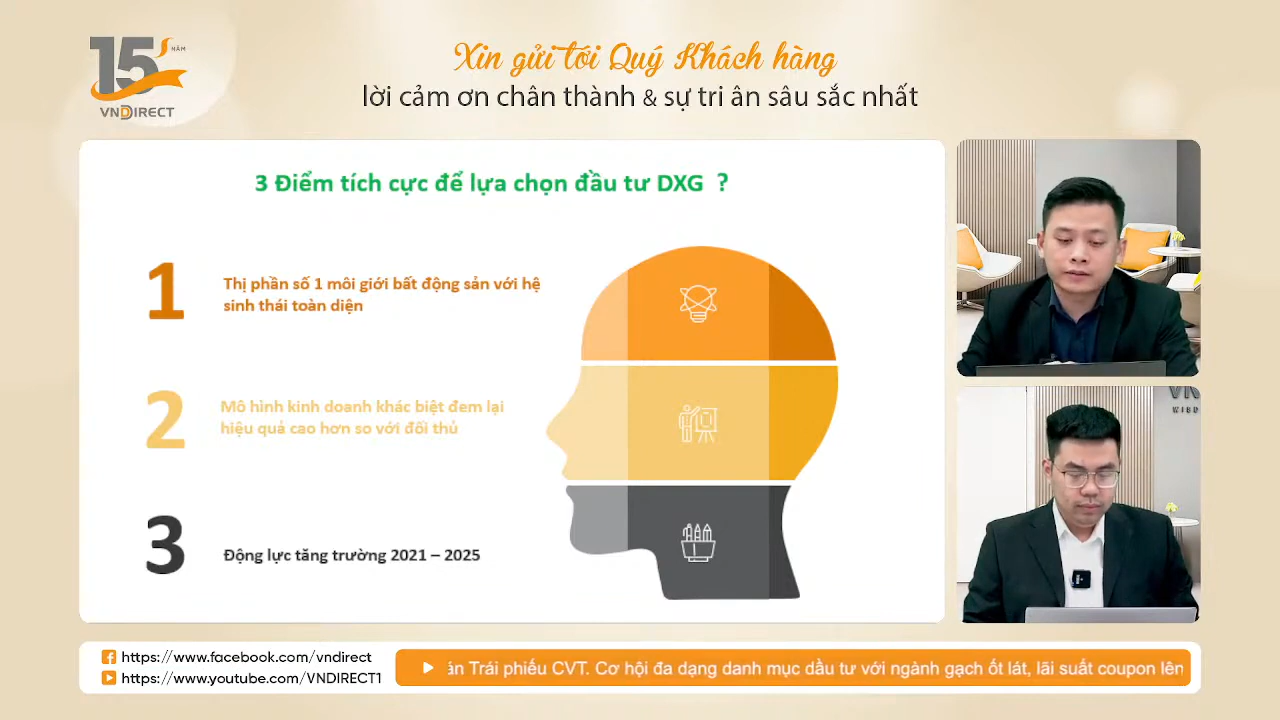 15 NĂM
VNDIRECT
Xin gửi tới Quý Khách hàng
lời cảm ơn chân thành & sự tri ân sâu sắc nhất
3 Điểm tích cực để lựa chọn đầu tư DXG ?
1
Thị phần số 1 môi giới bất động sản với hệ
sinh thái toàn diện
2
Mô hình kinh doanh khác biệt đem lại
hiệu quả cao hơn so với đối thủ
3
Động lực tăng trường 2021 – 2025
https://www.facebook.com/vndirect
https://www.youtube.com/VNDIRECT1
Trái phiếu CVT. Cơ hội đa dạng danh mục dầu tư với ngành gạch ốt lát, lãi suất coupon lên